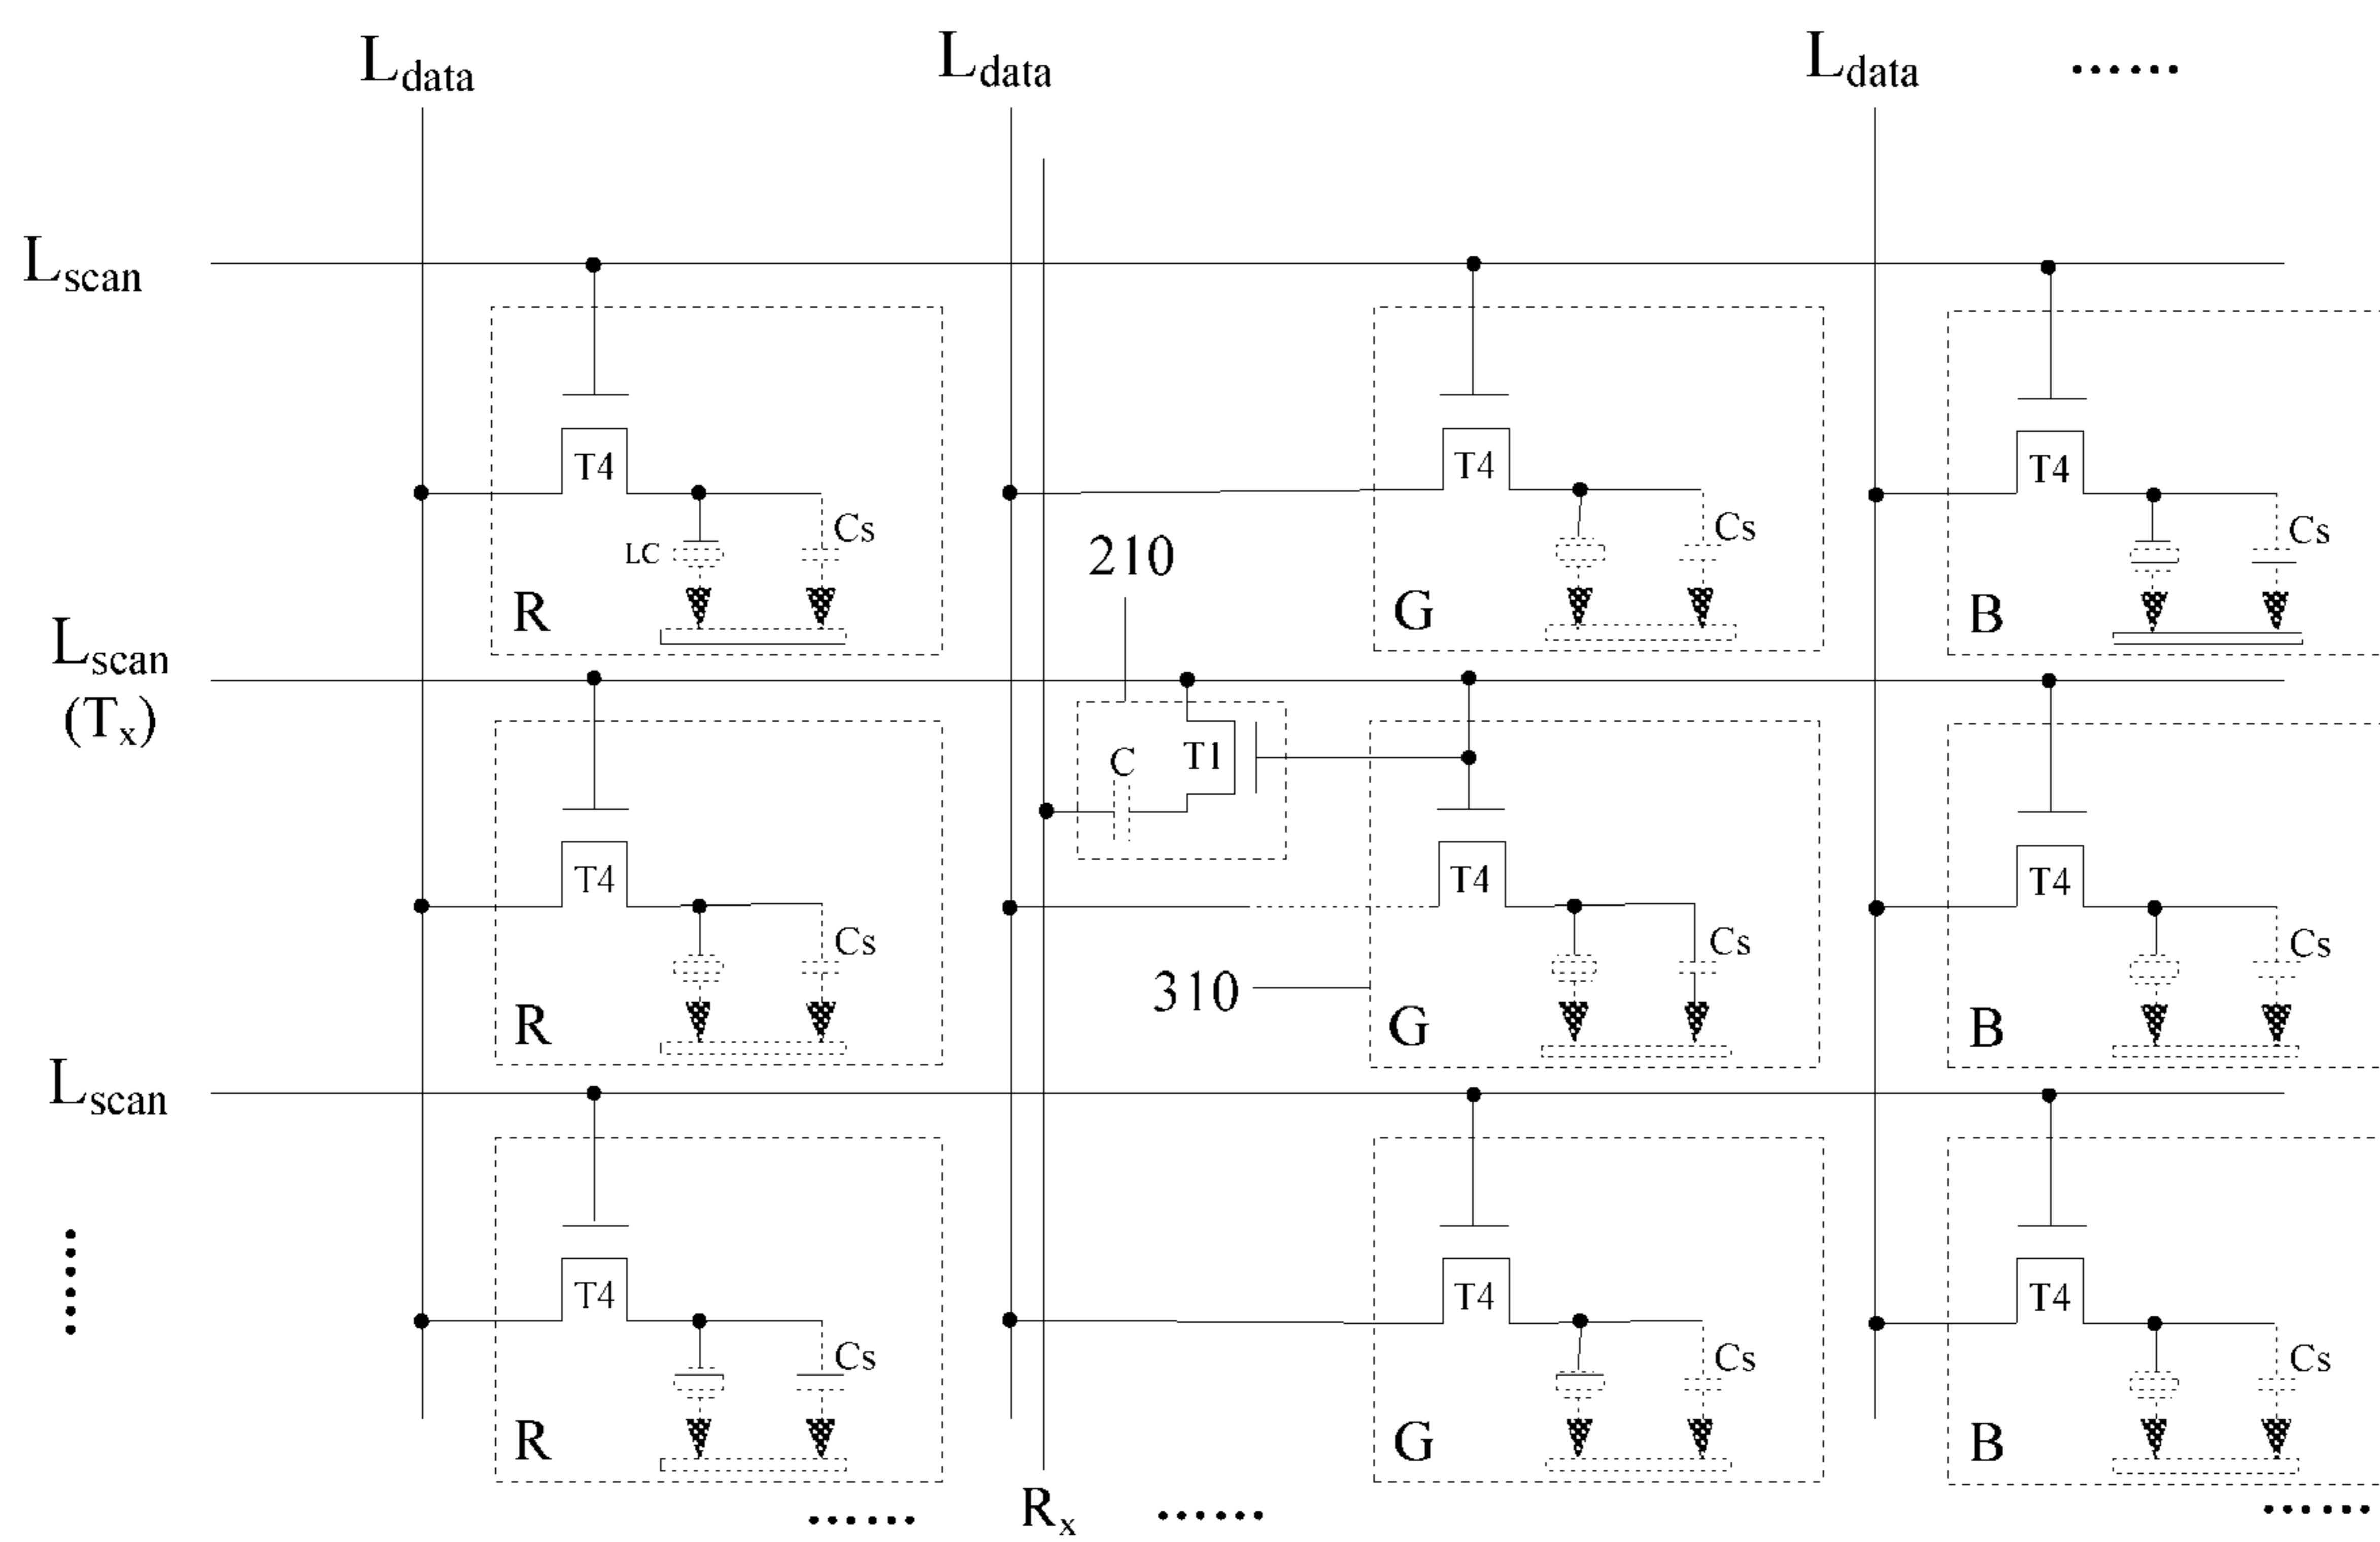 Ldata Ldata Ldata ......
Lscan
T4 T4 T4
LC Cs Cs Cs
210
R G B
Lscan
(Tx)
C T1
T4 T4 T4
Cs Cs Cs
310
R G B
Lscan
T4 T4 T4
Cs Cs Cs
R G B
...... Rx ...... ......